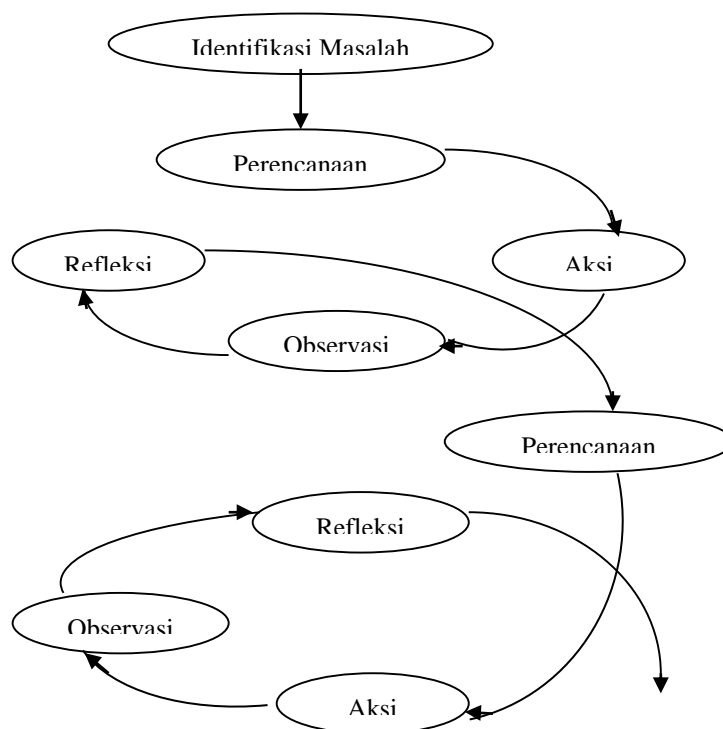 Identifikasi Masalah
Perencanaan
Aksi
Observasi
Refleksi
Perencanaan
Aksi
Observasi
Refleksi